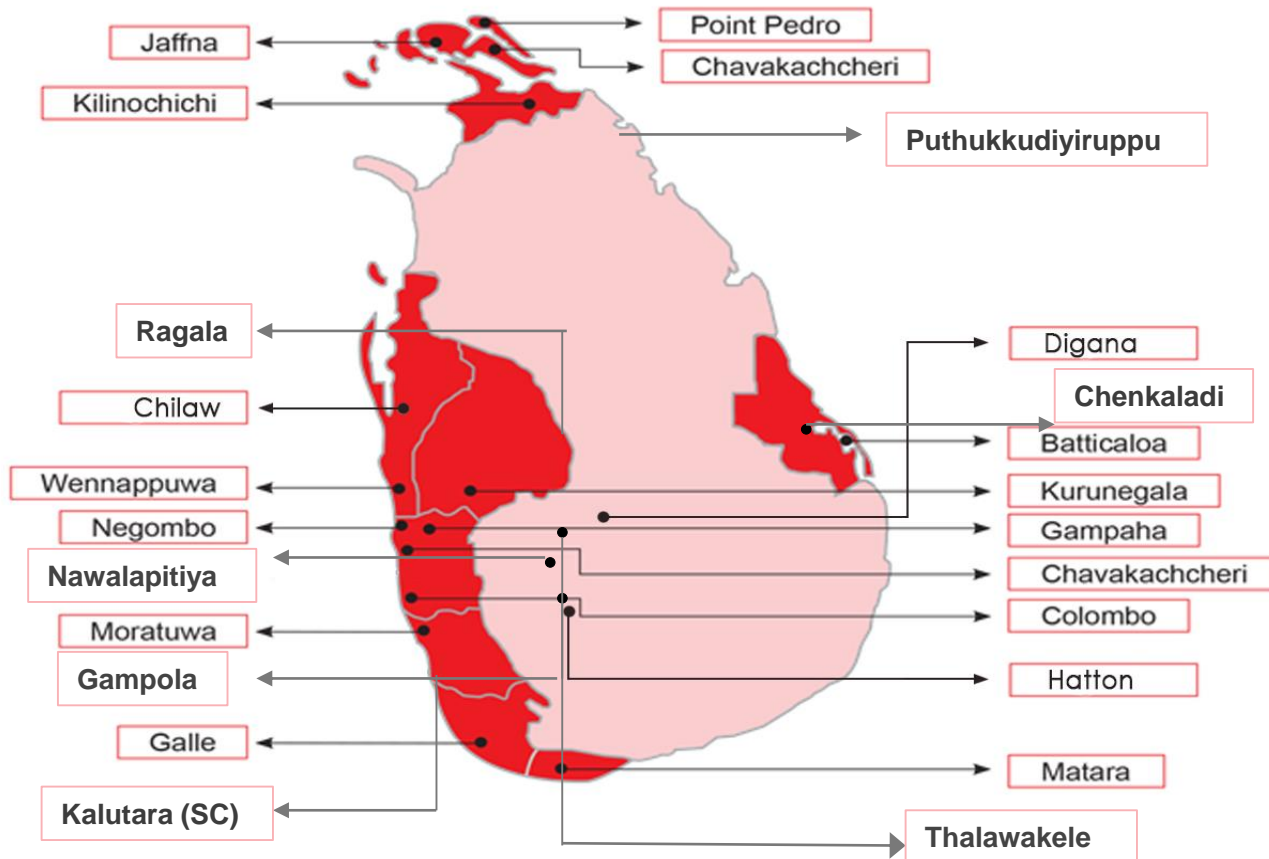 Point Pedro
Jaffna
Chavakachcheri
Kilinochichi
Puthukkudiyiruppu
Ragala
Digana
Chenkaladi
Chilaw
Batticaloa
Wennappuwa
Kurunegala
Negombo
Gampaha
Nawalapitiya
Chavakachcheri
Colombo
Moratuwa
Gampola
Hatton
Galle
Matara
Kalutara (SC)
Thalawakele